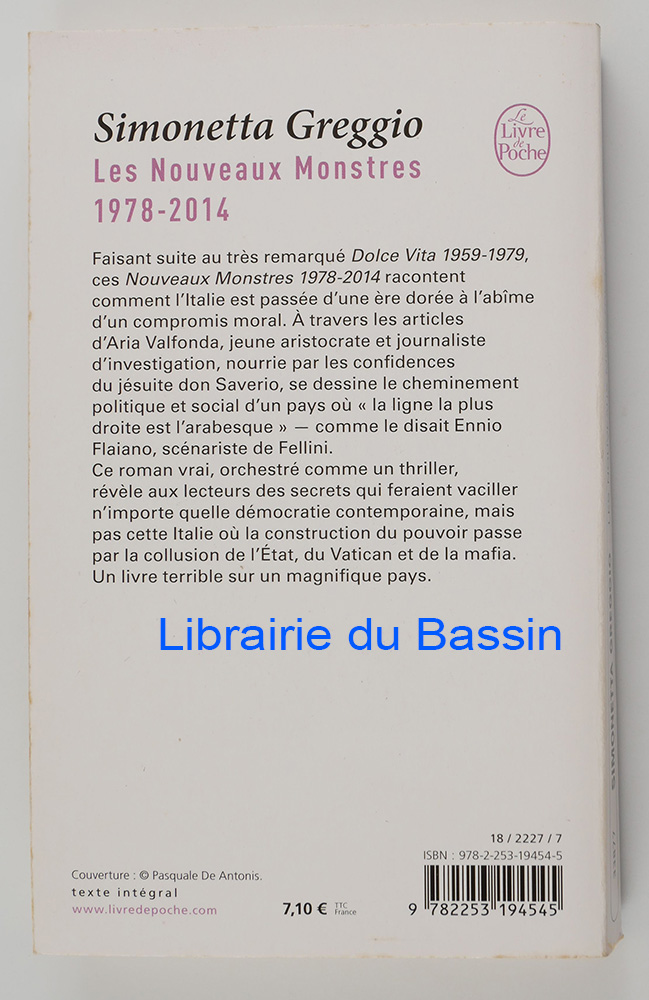 Simonetta Greggio
Le
Livre
de
Poche
Les Nouveaux Monstres
1978-2014
Faisant suite au très remarqué Dolce Vita 1959-1979,
ces Nouveaux Monstres 1978-2014 racontent
comment l’Italie est passée d’une ère dorée à l’abîme
d’un compromis moral. À travers les articles
d’Aria Valfonda, jeune aristocrate et journaliste
d’investigation, nourrie par les confidences
du jésuite don Saverio, se dessine le cheminement
politique et social d’un pays où « la ligne la plus
droite est l’arabesque » — comme le disait Ennio
Flaiano, scénariste de Fellini.
Ce roman vrai, orchestré comme un thriller,
révèle aux lecteurs des secrets qui feraient vaciller
n’importe quelle démocratie contemporaine, mais
pas cette Italie où la construction du pouvoir passe
par la collusion de l’État, du Vatican et de la mafia.
Un livre terrible sur un magnifique pays.
Librairie du Bassin
SIMONETTA GREGGIO
18 / 2227 / 7
ISBN : 978-2-253-19454-5
Couverture : © Pasquale De Antonis.
texte intégral
www.livredepoche.com
7,10 € TTC
France
9 782253 194545